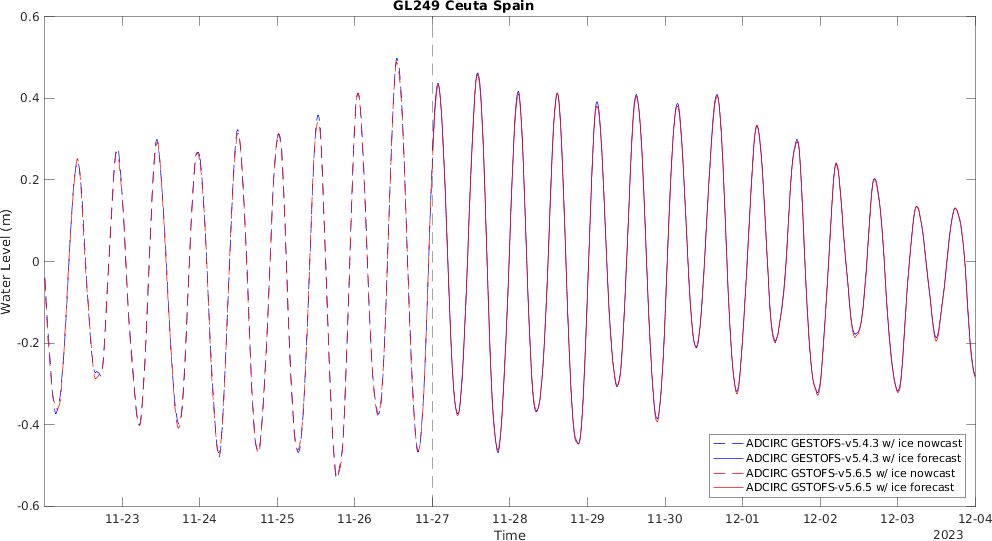 GL249 Ceuta Spain
0.6
0.4
0.2
0
-0.2
-0.4
-0.6
Water Level (m)
ADCIRC GESTOFS-v5.4.3 w/ ice nowcast
ADCIRC GESTOFS-v5.4.3 w/ ice forecast
ADCIRC GSTOFS-v5.6.5 w/ ice nowcast
ADCIRC GSTOFS-v5.6.5 w/ ice forecast
11-23 11-24 11-25 11-26 11-27 11-28 11-29 11-30 12-01 12-02 12-03 12-04
Time
2023